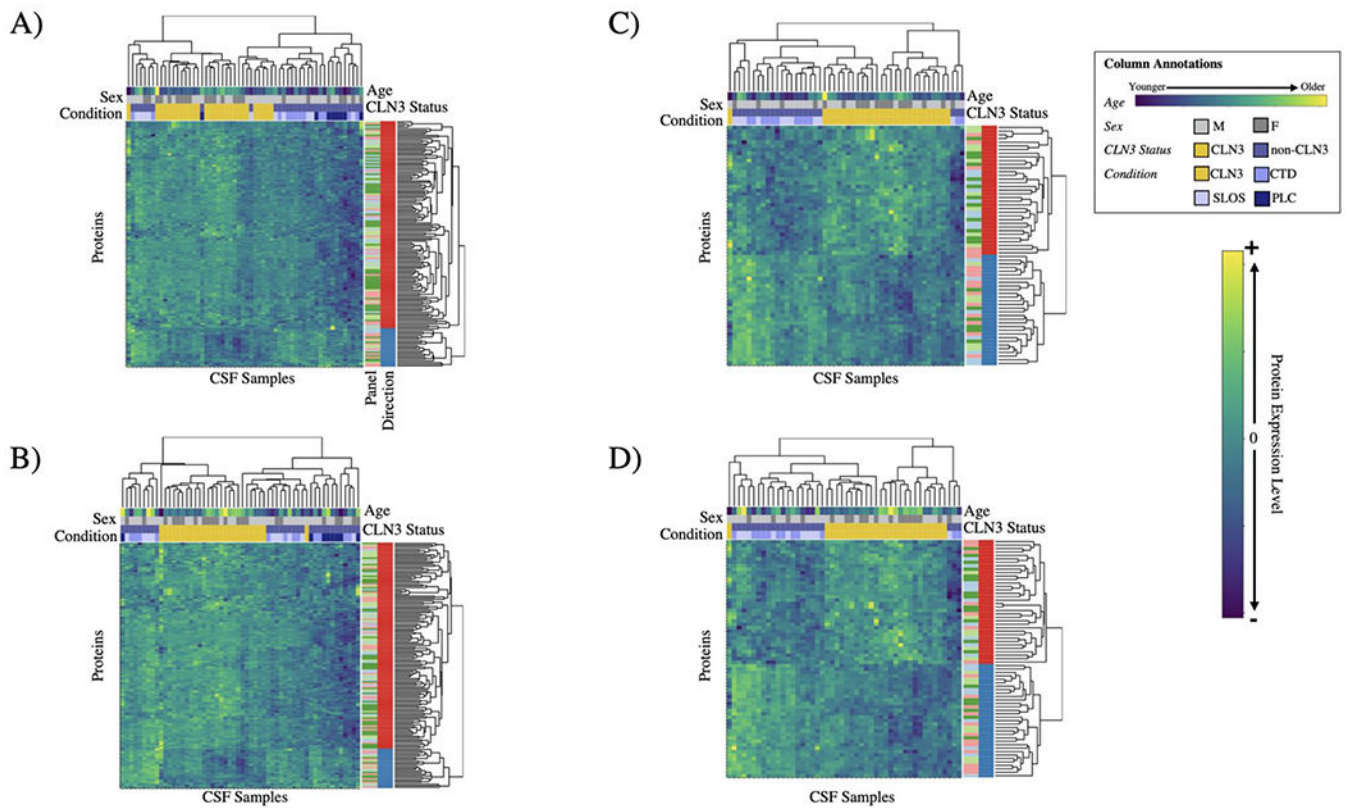 A)
Age
Sex
CLN3 Status
Condition
Proteins
CSF Samples
Panel
Direction
B)
Age
Sex
CLN3 Status
Condition
Proteins
CSF Samples
C)
Age
Sex
CLN3 Status
Condition
Proteins
CSF Samples
D)
Age
Sex
CLN3 Status
Condition
Proteins
CSF Samples
Column Annotations
Younger Older
Age
Sex M F
CLN3 Status CLN3 non-CLN3
Condition CLN3 CTD
SLOS PLC
+
0
-
Protein Expression Level